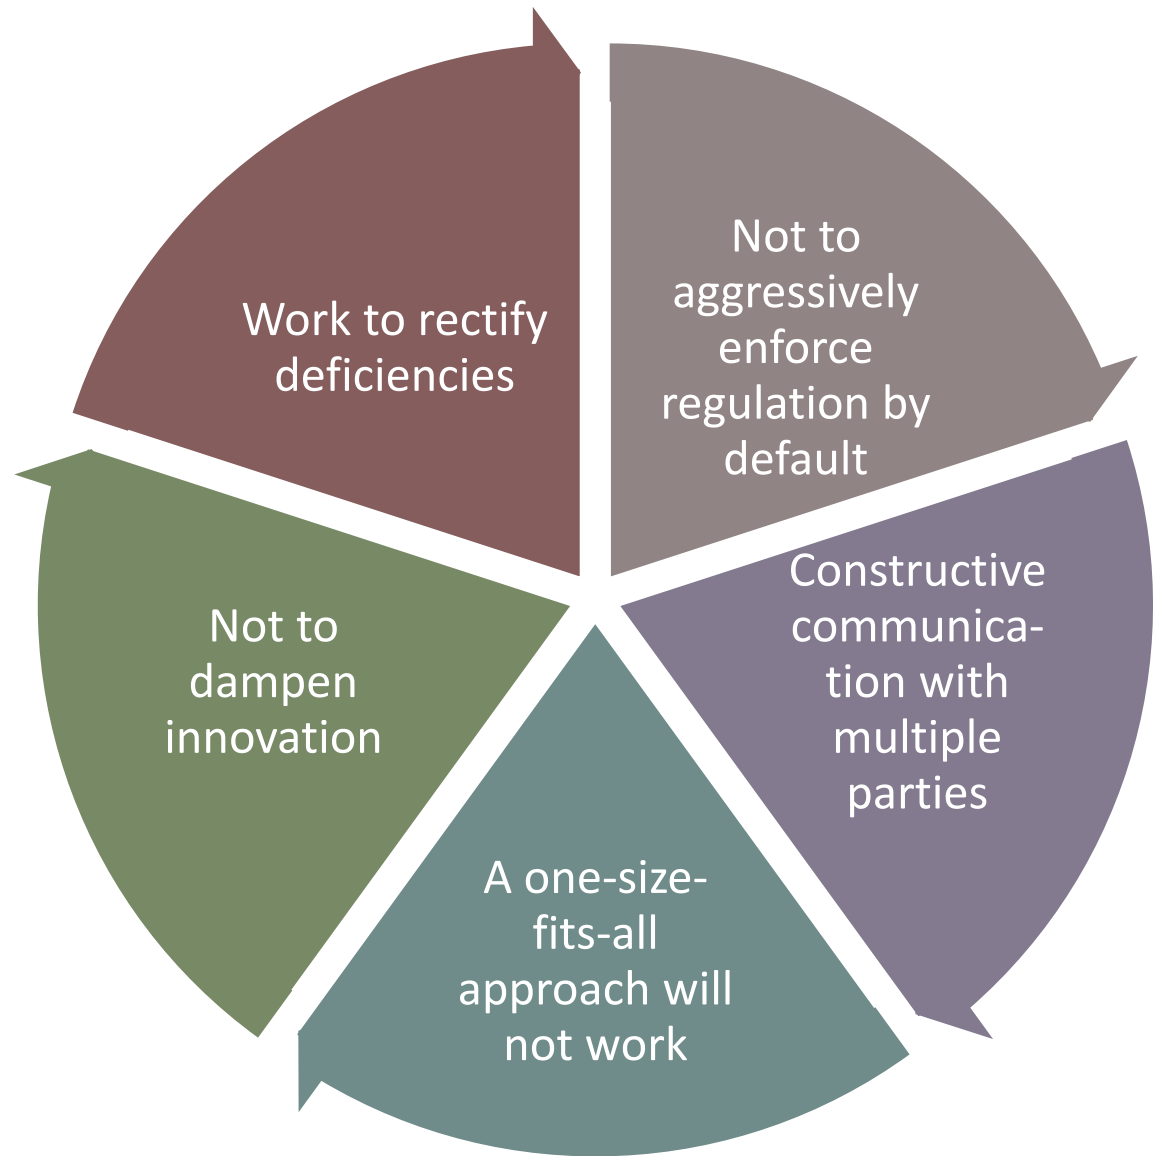 Not to
aggressively
enforce
regulation by
default
Constructive
communica-
tion with
multiple
parties
A one-size-
fits-all
approach will
not work
Not to
dampen
innovation
Work to rectify
deficiencies